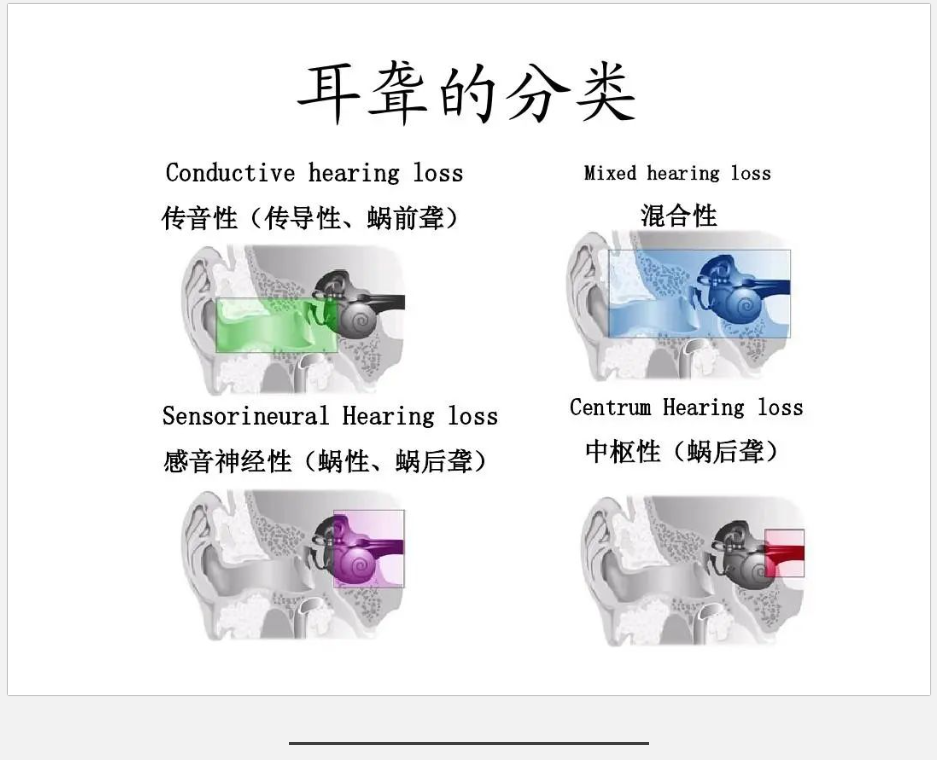 耳聋的分类
Conductive hearing loss
传音性（传导性、蜗前聋）
Mixed hearing loss
混合性
Sensorineural Hearing loss
感音神经性（蜗性、蜗后聋）
Centrum Hearing loss
中枢性（蜗后聋）